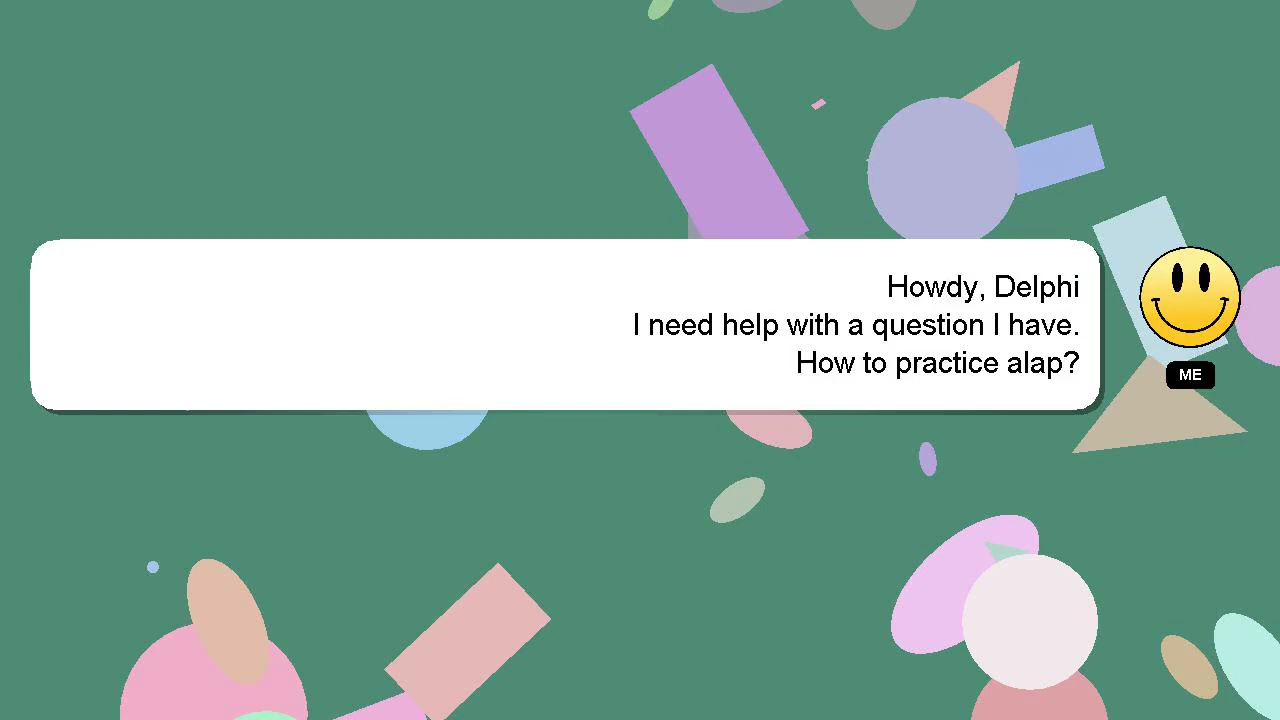 Howdy, Delphi
I need help with a question I have.
How to practice alap?
ME